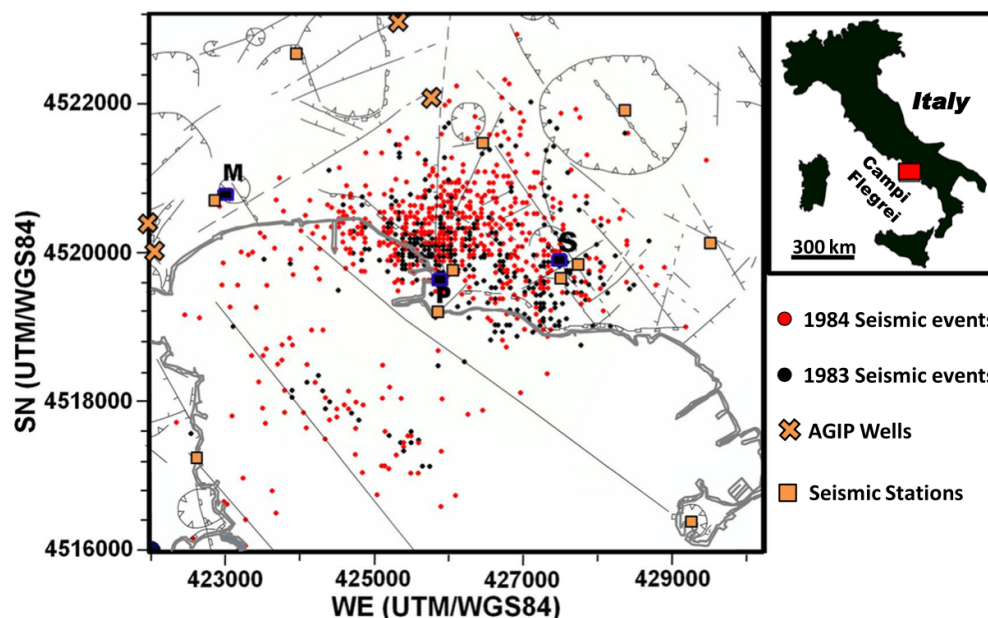 SN (UTM/WGS84)
4522000
4520000
4518000
4516000
M
S
P
423000
425000
427000
429000
WE (UTM/WGS84)
Italy
Campi
Flegrei
300 km
1984 Seismic events
1983 Seismic events
AGIP Wells
Seismic Stations